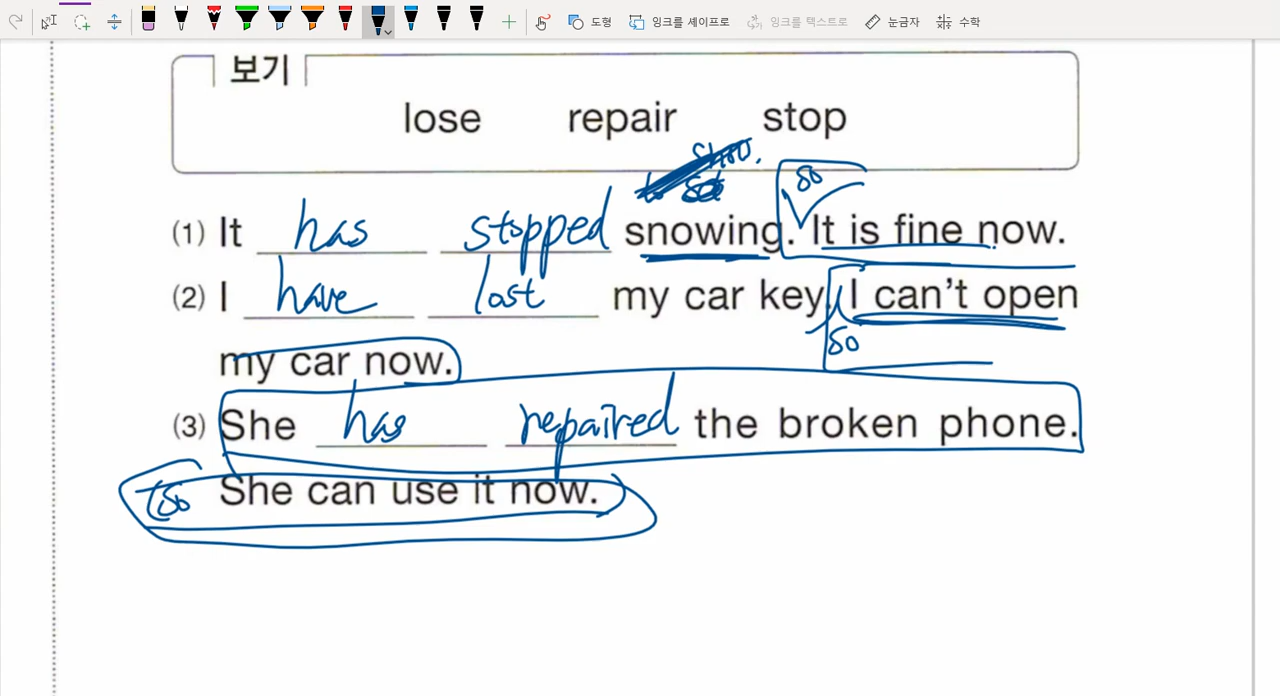 도형 잉크를 셰이프로 잉크를 텍스트로 눈금자 수학
보기
lose repair stop
so
(1) It has stopped snowing. It is fine now.
(2) I have lost my car key. I can't open
so
my car now.
(3) She has repaired the broken phone.
so She can use it now.